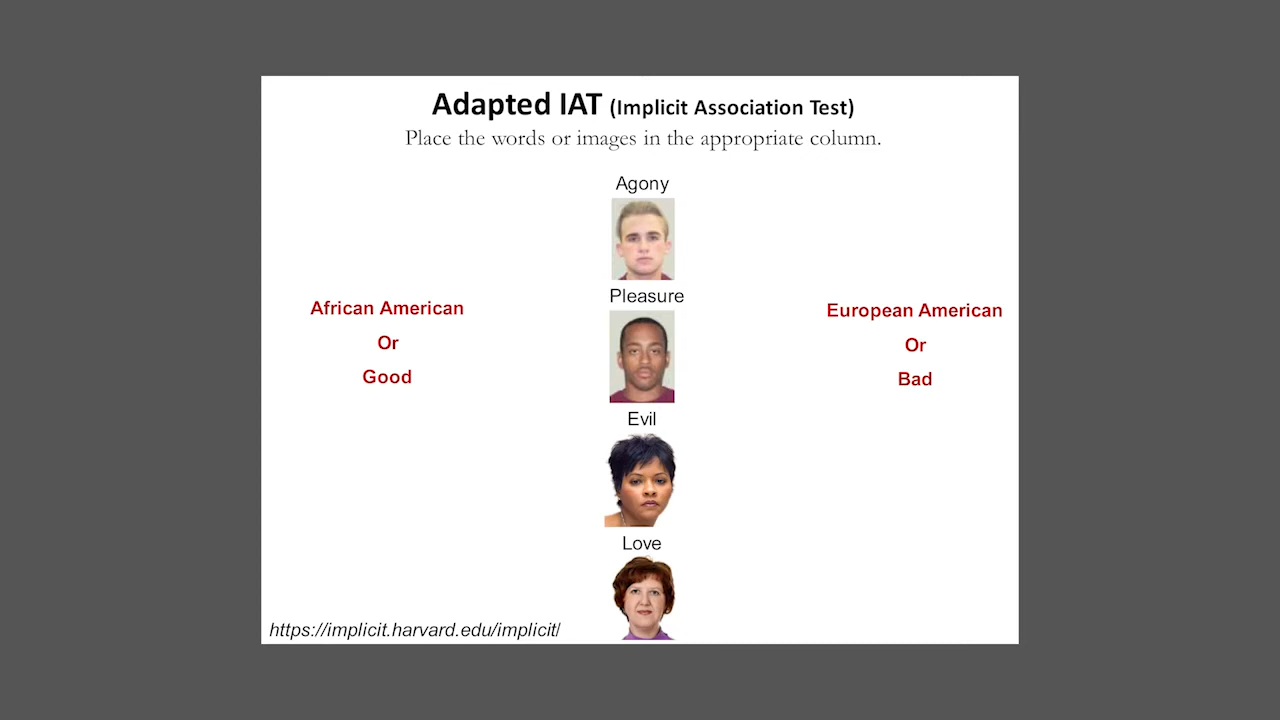 Adapted IAT (Implicit Association Test)
Place the words or images in the appropriate column.
Agony
Pleasure
African American
Or
Good
European American
Or
Bad
Evil
Love
https://implicit.harvard.edu/implicit/